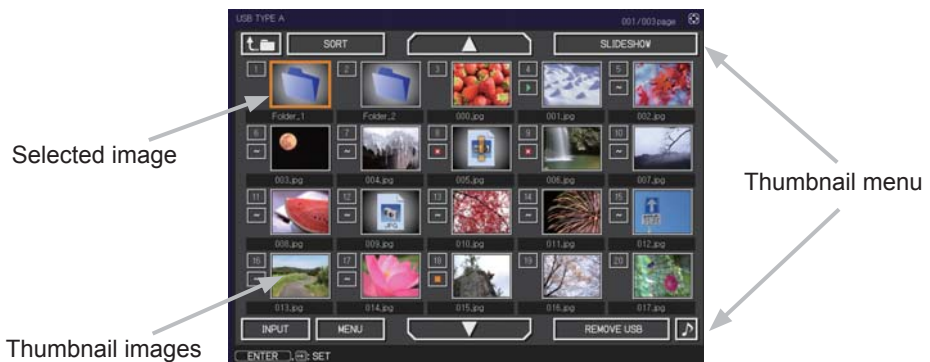 USB TYPE A 001/003page
SORT SLIDESHOW
1 2 3 4 5
Folder_1 Folder_2 000.jpg 001.jpg 002.jpg
Selected image
6 7 8 9 10
003.jpg 004.jpg 005.jpg 006.jpg 007.jpg
Thumbnail menu
11 12 13 14 15
JPG
008.jpg 009.jpg 010.jpg 011.jpg 012.jpg
16 17 18 19 20
013.jpg 014.jpg 015.jpg 016.jpg 017.jpg
Thumbnail images
INPUT MENU REMOVE USB
ENTER , : SET